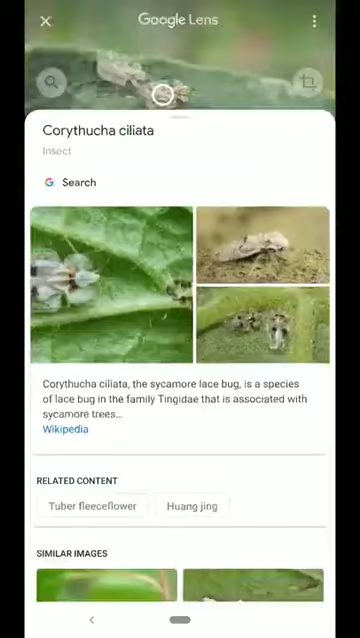 Google Lens
Corythucha ciliata
Insect
Search
Corythucha ciliata, the sycamore lace bug, is a species
of lace bug in the family Tingidae that is associated with
sycamore trees...
Wikipedia
RELATED CONTENT
Tuber fleeceflower
Huang jing
SIMILAR IMAGES